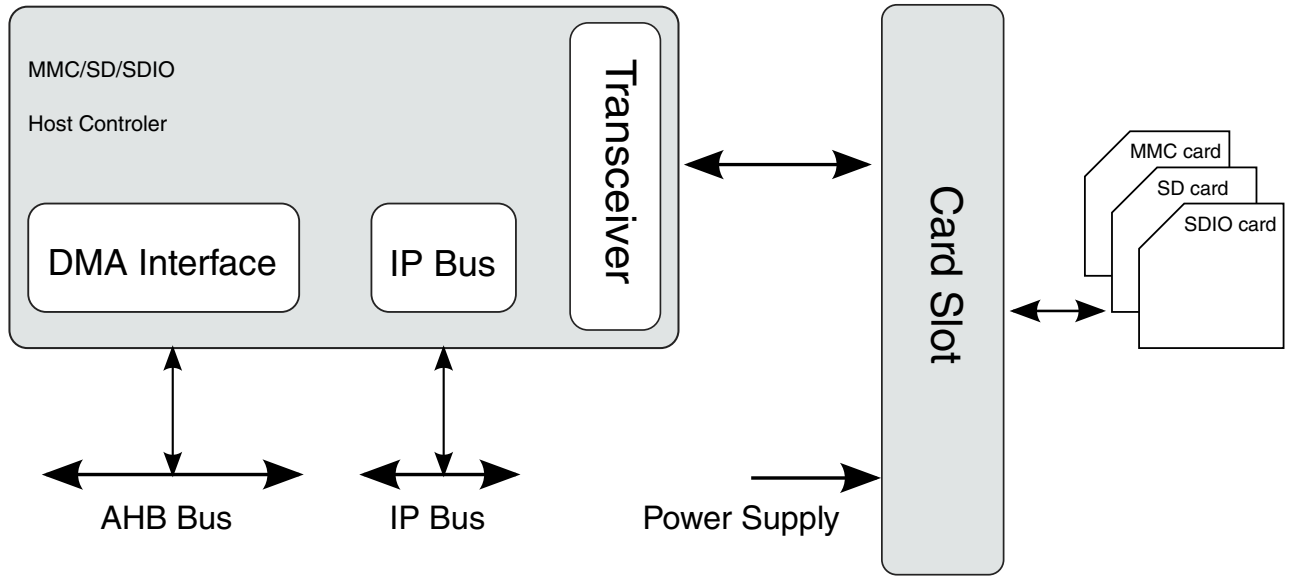 MMC/SD/SDIO
Host Controler
Transceiver
DMA Interface
IP Bus
Card Slot
MMC card
SD card
SDIO card
AHB Bus
IP Bus
Power Supply